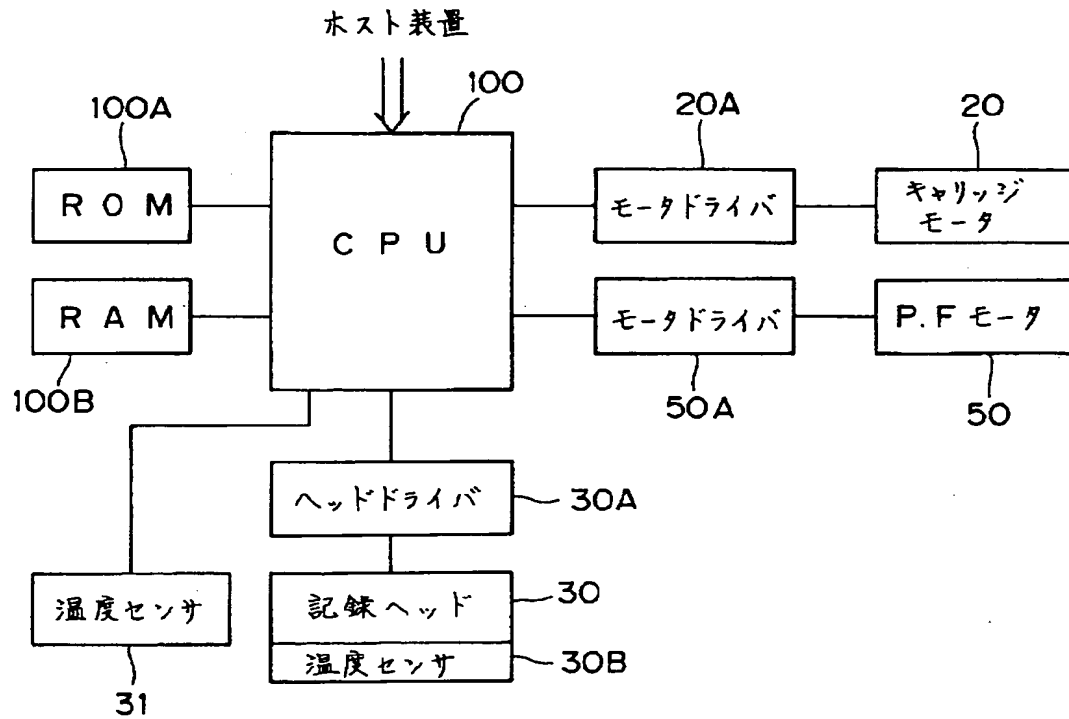 ホスト装置
100
100A
20A
20
ROM
CPU
モータドライバ
キャリッジ
モータ
RAM
モータドライバ
P.Fモータ
100B
50A
50
ヘッドドライバ
30A
温度センサ
記録ヘッド
30
温度センサ
30B
31